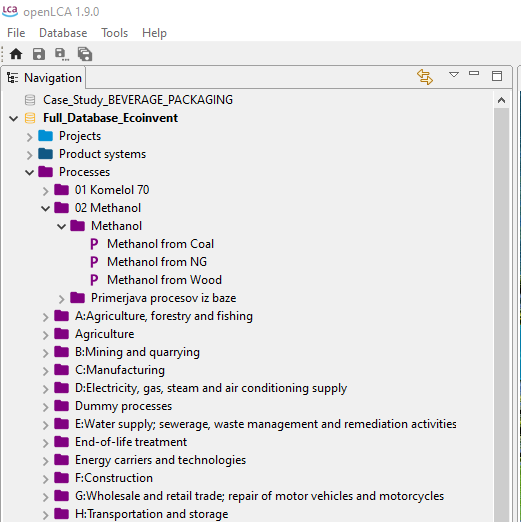 LCA openLCA 1.9.0
File Database Tools Help
Navigation
Case_Study_BEVERAGE_PACKAGING
Full_Database_Ecoinvent
Projects
Product systems
Processes
01 Komelol 70
02 Methanol
Methanol
P Methanol from Coal
P Methanol from NG
P Methanol from Wood
Primerjava procesov iz baze
A:Agriculture, forestry and fishing
Agriculture
B:Mining and quarrying
C:Manufacturing
D:Electricity, gas, steam and air conditioning supply
Dummy processes
E:Water supply; sewerage, waste management and remediation activities
End-of-life treatment
Energy carriers and technologies
F:Construction
G:Wholesale and retail trade; repair of motor vehicles and motorcycles
H:Transportation and storage